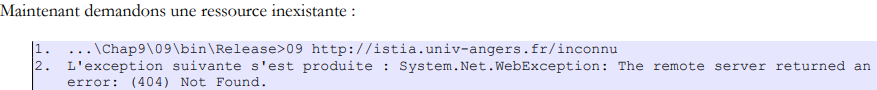 Maintenant demandons une ressource inexistante :
1. ...\Chap9\09\bin\Release>09 http://istia.univ-angers.fr/inconnu
2. L'exception suivante s'est produite : System.Net.WebException: The remote server returned an
error: (404) Not Found.